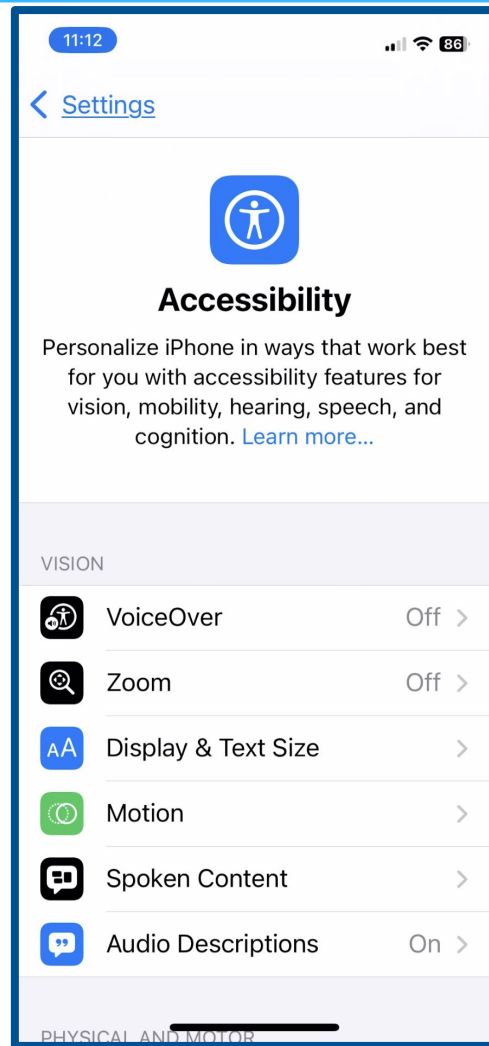 11:12
86
Settings
Accessibility
Personalize iPhone in ways that work best
for you with accessibility features for
vision, mobility, hearing, speech, and
cognition. Learn more...
VISION
VoiceOver Off
Zoom Off
AA Display & Text Size
Motion
Spoken Content
Audio Descriptions On
PHYSICAL AND MOTOR